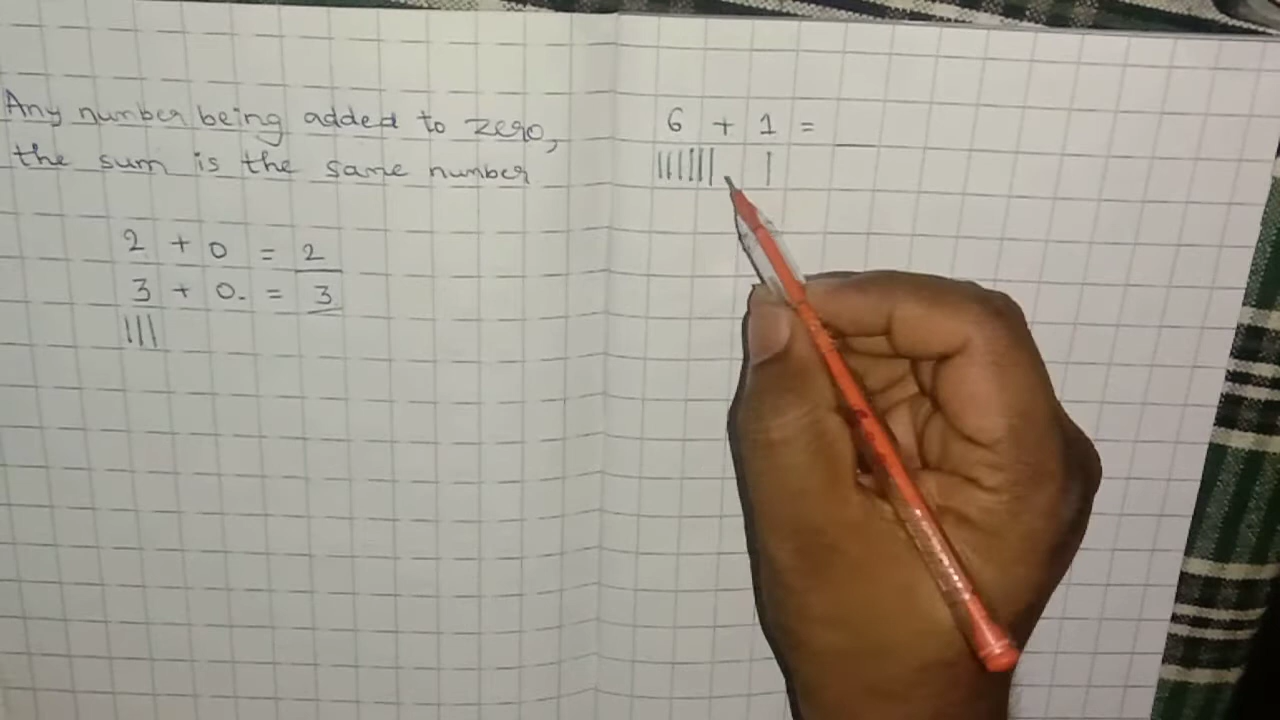 Any number being added to zero,
the sum is the same number
2 + 0 = 2
3 + 0. = 3
|||
6 + 1 = __
|||||| |